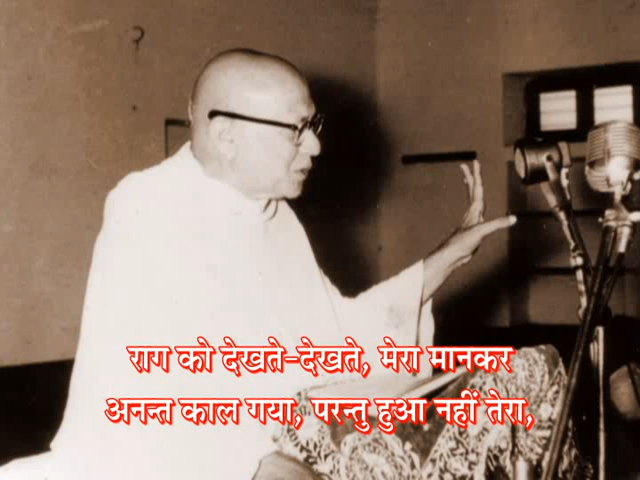 राग को देखते-देखते, मेरा मानकर
अनन्त काल गया, परन्तु हुआ नहीं तेरा,